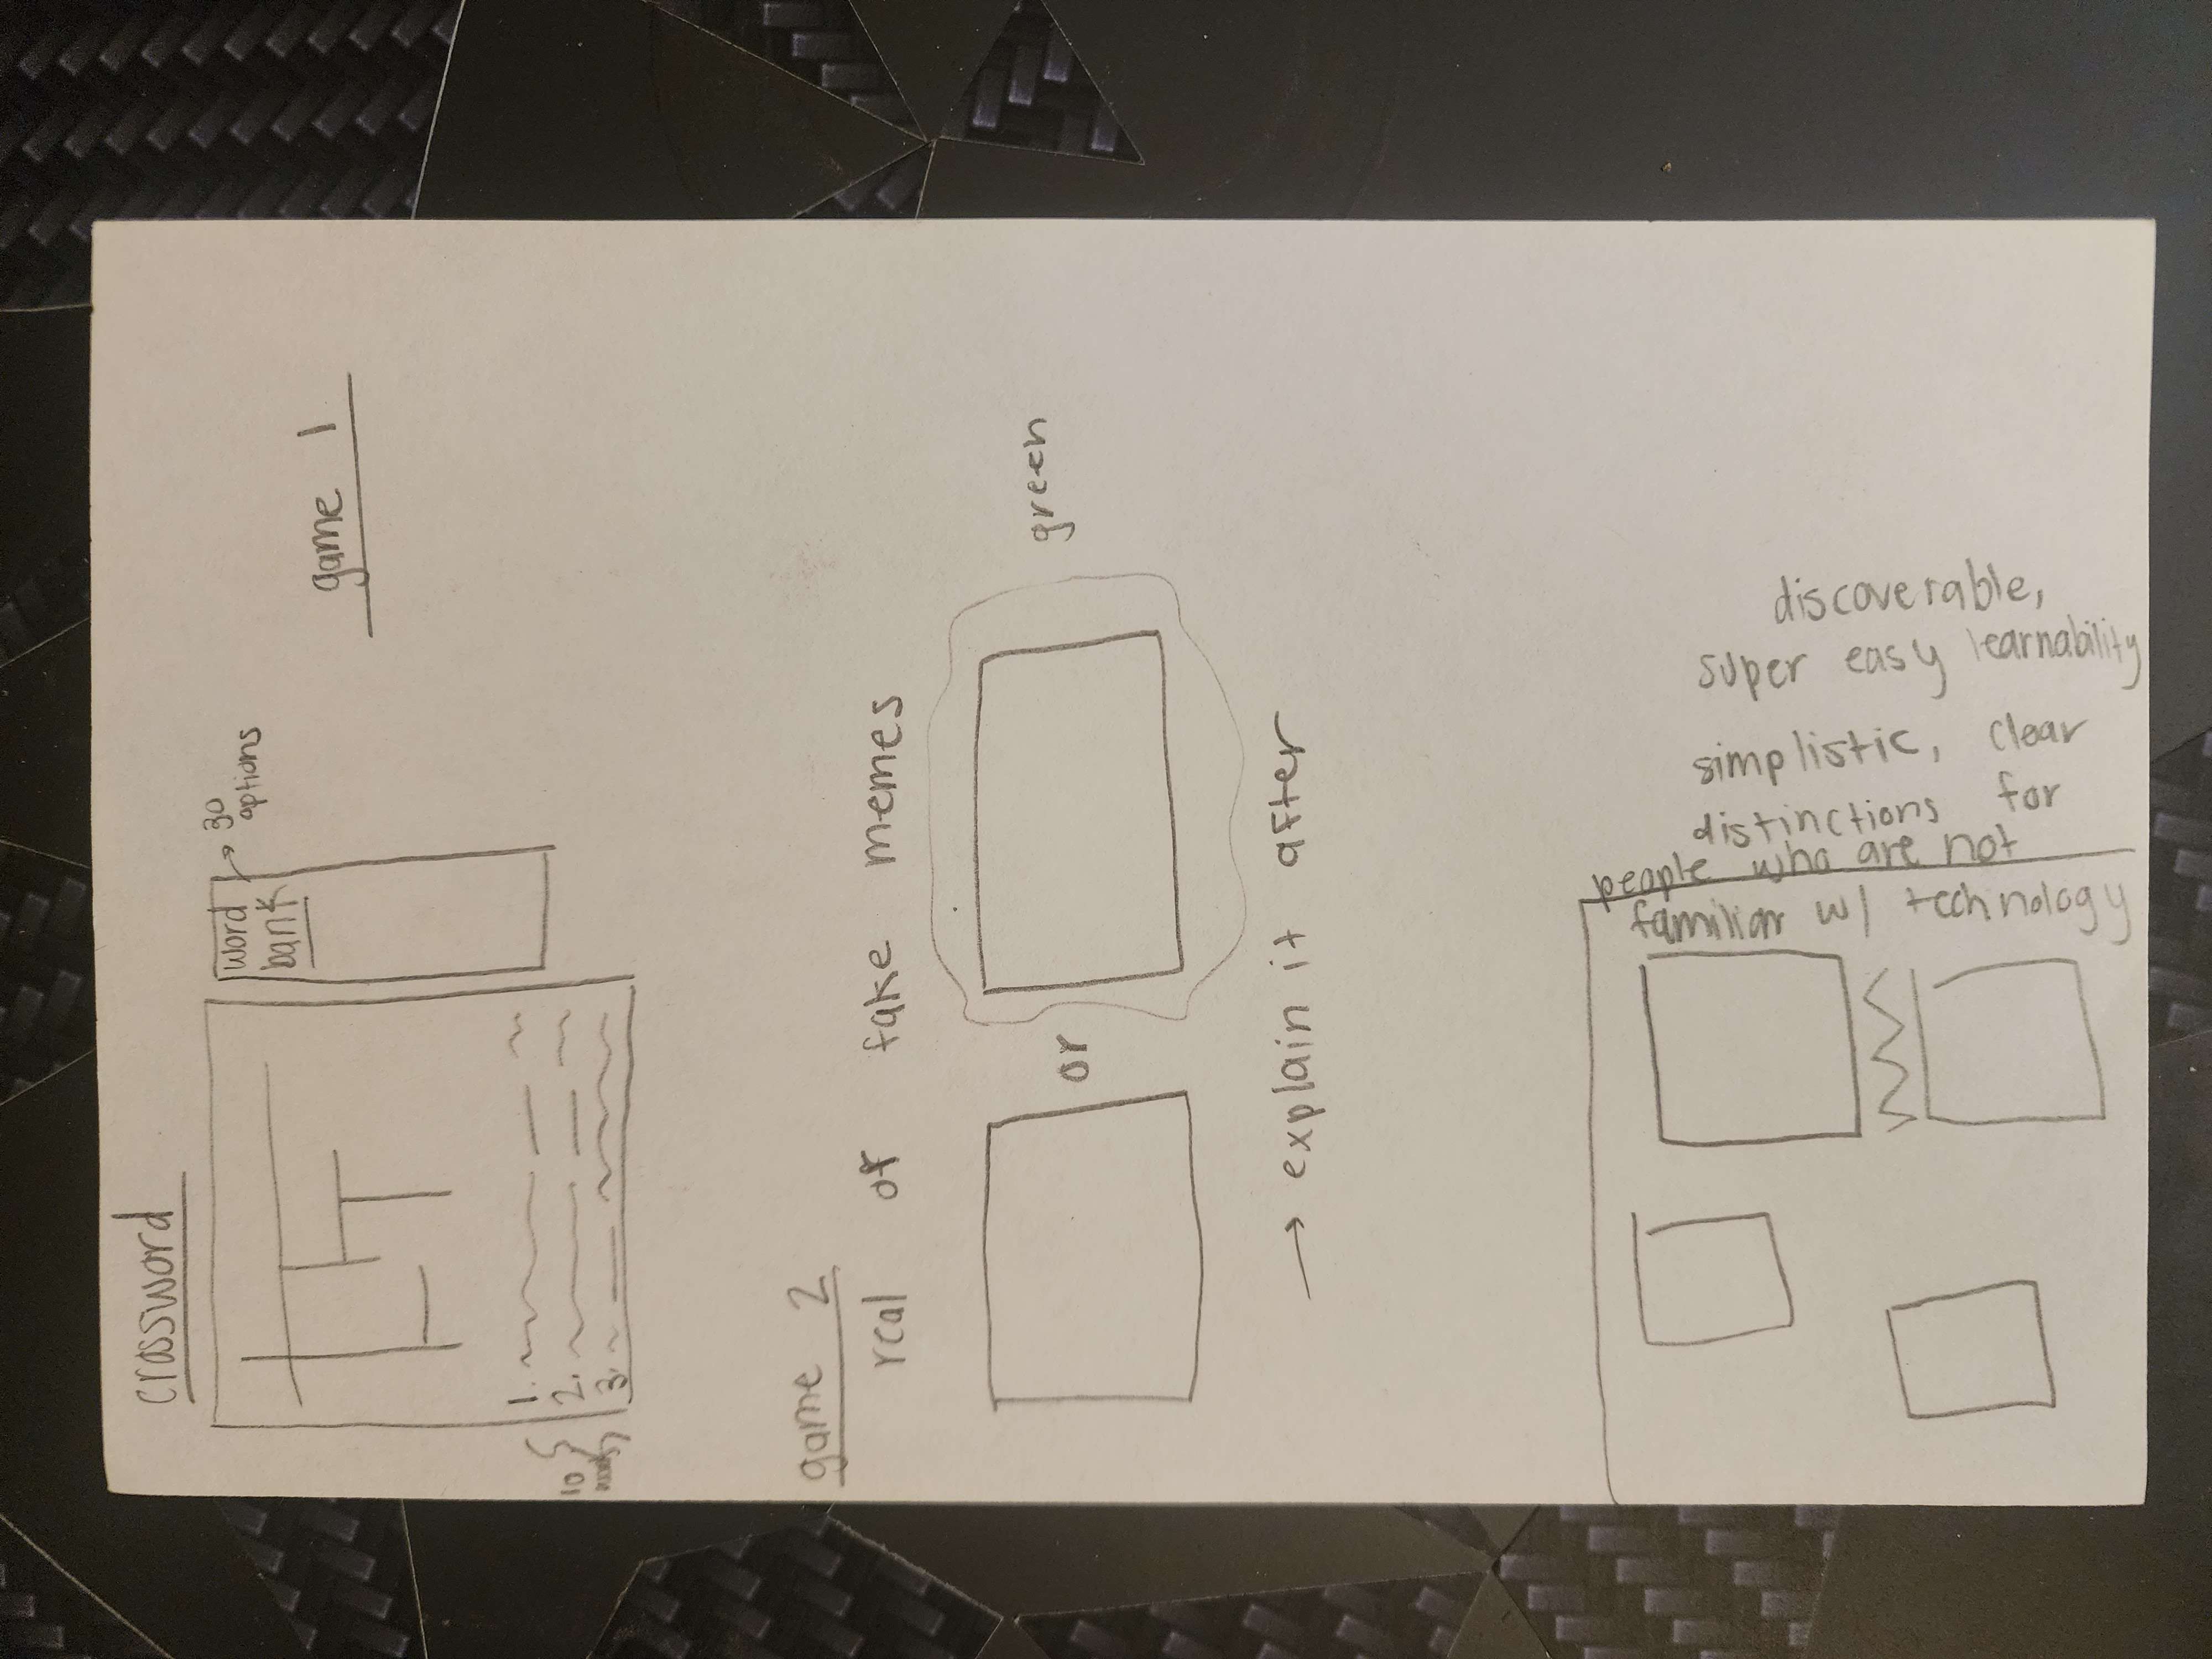 crossword
word
bank
→ 30
options
game 1
1.
2.
3.
10
game 2
real or fake memes
or
green
→ explain it after
discoverable,
super easy learnability
simplistic, clear
distinctions for
people who are not
familiar w/ technology